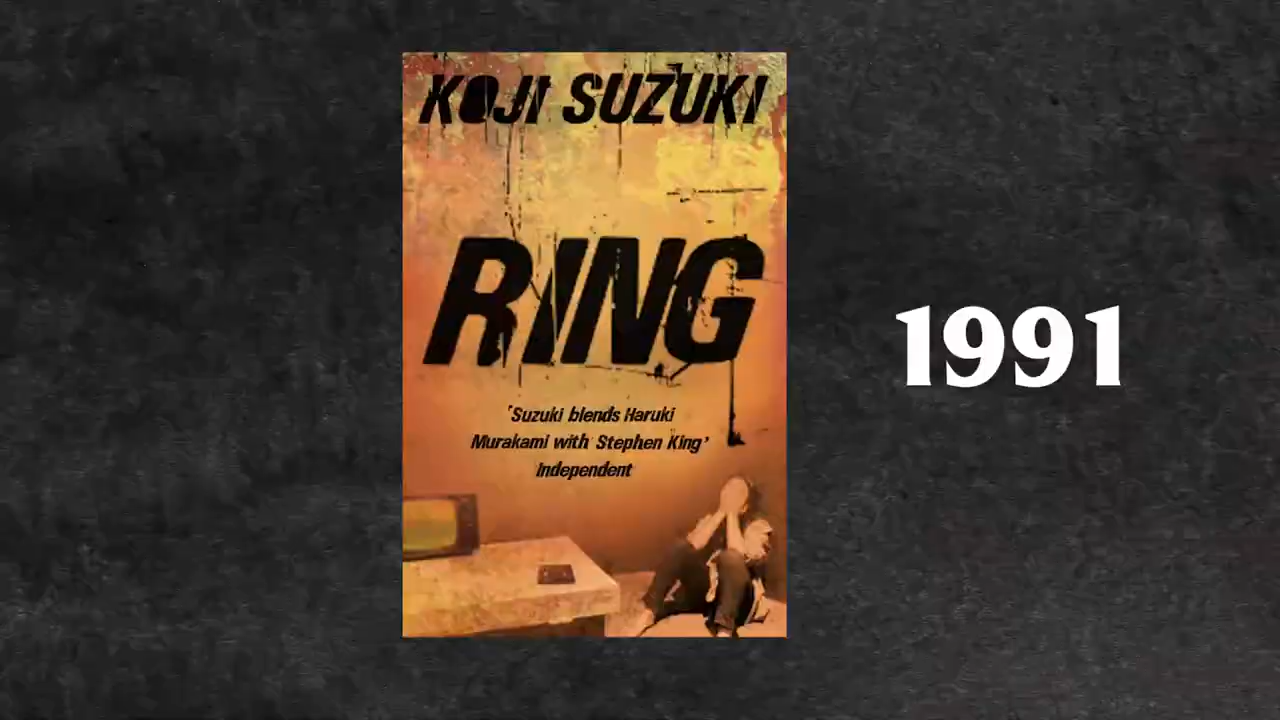 KOJI SUZUKI
RING
'Suzuki blends Haruki
Murakami with Stephen King'
Independent
1991